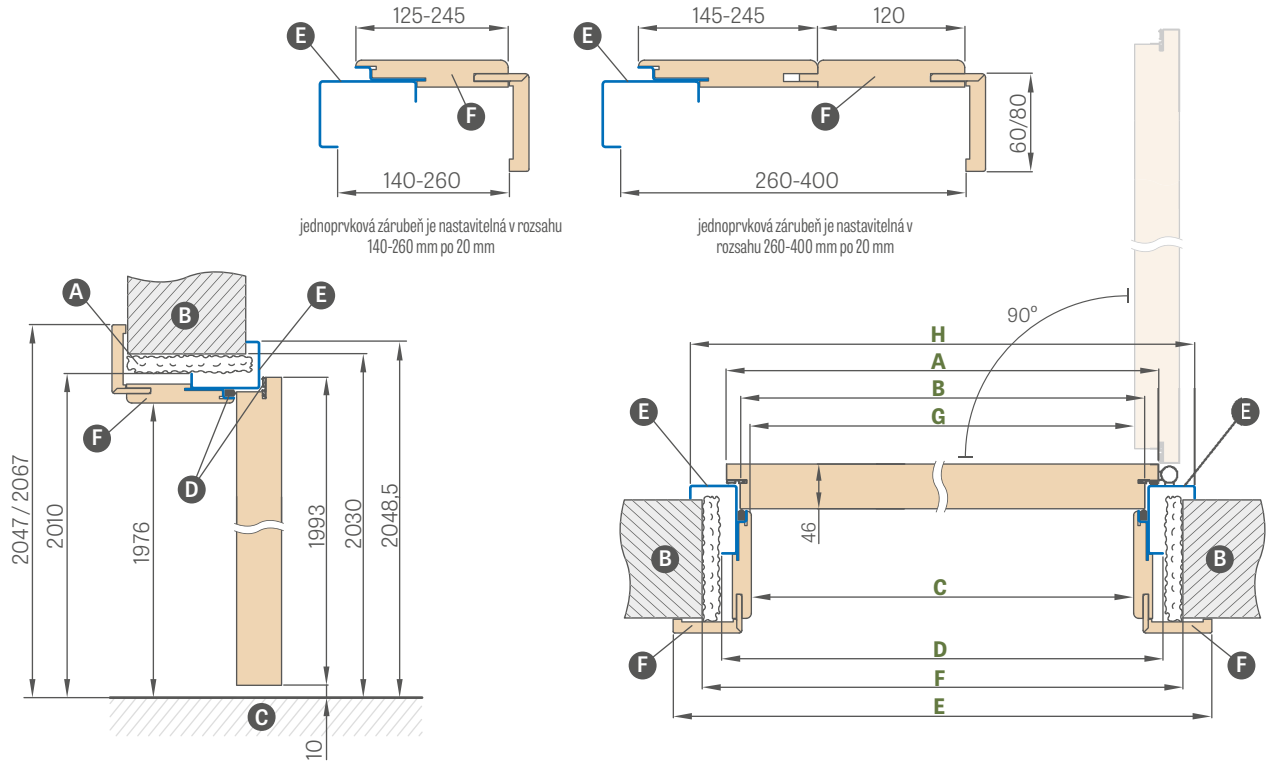 125-245
145-245
120
E
E
F
F
60/80
140-260
260-400
jednoprvková zárubeň je nastavitelná v rozsahu
140-260 mm po 20 mm
jednoprvková zárubeň je nastavitelná v
rozsahu 260-400 mm po 20 mm
A
B
E
F
D
2047 / 2067
2010
1976
1993
2030
2048,5
C
10
90°
H
A
B
G
E
E
46
B
B
C
D
F
F
F
E